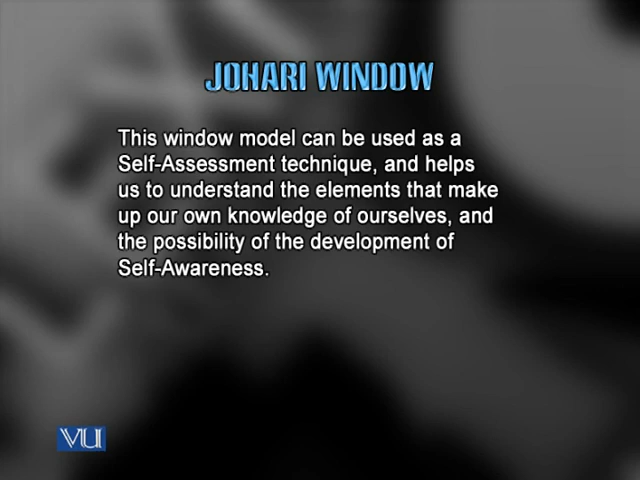 JOHARI WINDOW
This window model can be used as a
Self-Assessment technique, and helps
us to understand the elements that make
up our own knowledge of ourselves, and
the possibility of the development of
Self-Awareness.
VU